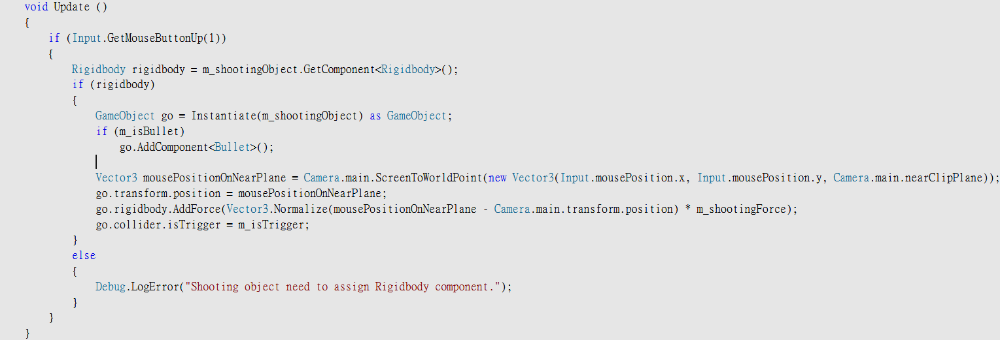 void Update ()
{
if (Input.GetMouseButtonUp(1))
{
Rigidbody rigidbody = m_shootingObject.GetComponent<Rigidbody>();
if (rigidbody)
{
GameObject go = Instantiate(m_shootingObject) as GameObject;
if (m_isBullet)
go.AddComponent<Bullet>();
Vector3 mousePositionOnNearPlane = Camera.main.ScreenToWorldPoint(new Vector3(Input.mousePosition.x, Input.mousePosition.y, Camera.main.nearClipPlane));
go.transform.position = mousePositionOnNearPlane;
go.rigidbody.AddForce(Vector3.Normalize(mousePositionOnNearPlane - Camera.main.transform.position) * m_shootingForce);
go.collider.isTrigger = m_isTrigger;
}
else
{
Debug.LogError("Shooting object need to assign Rigidbody component.");
}
}
}